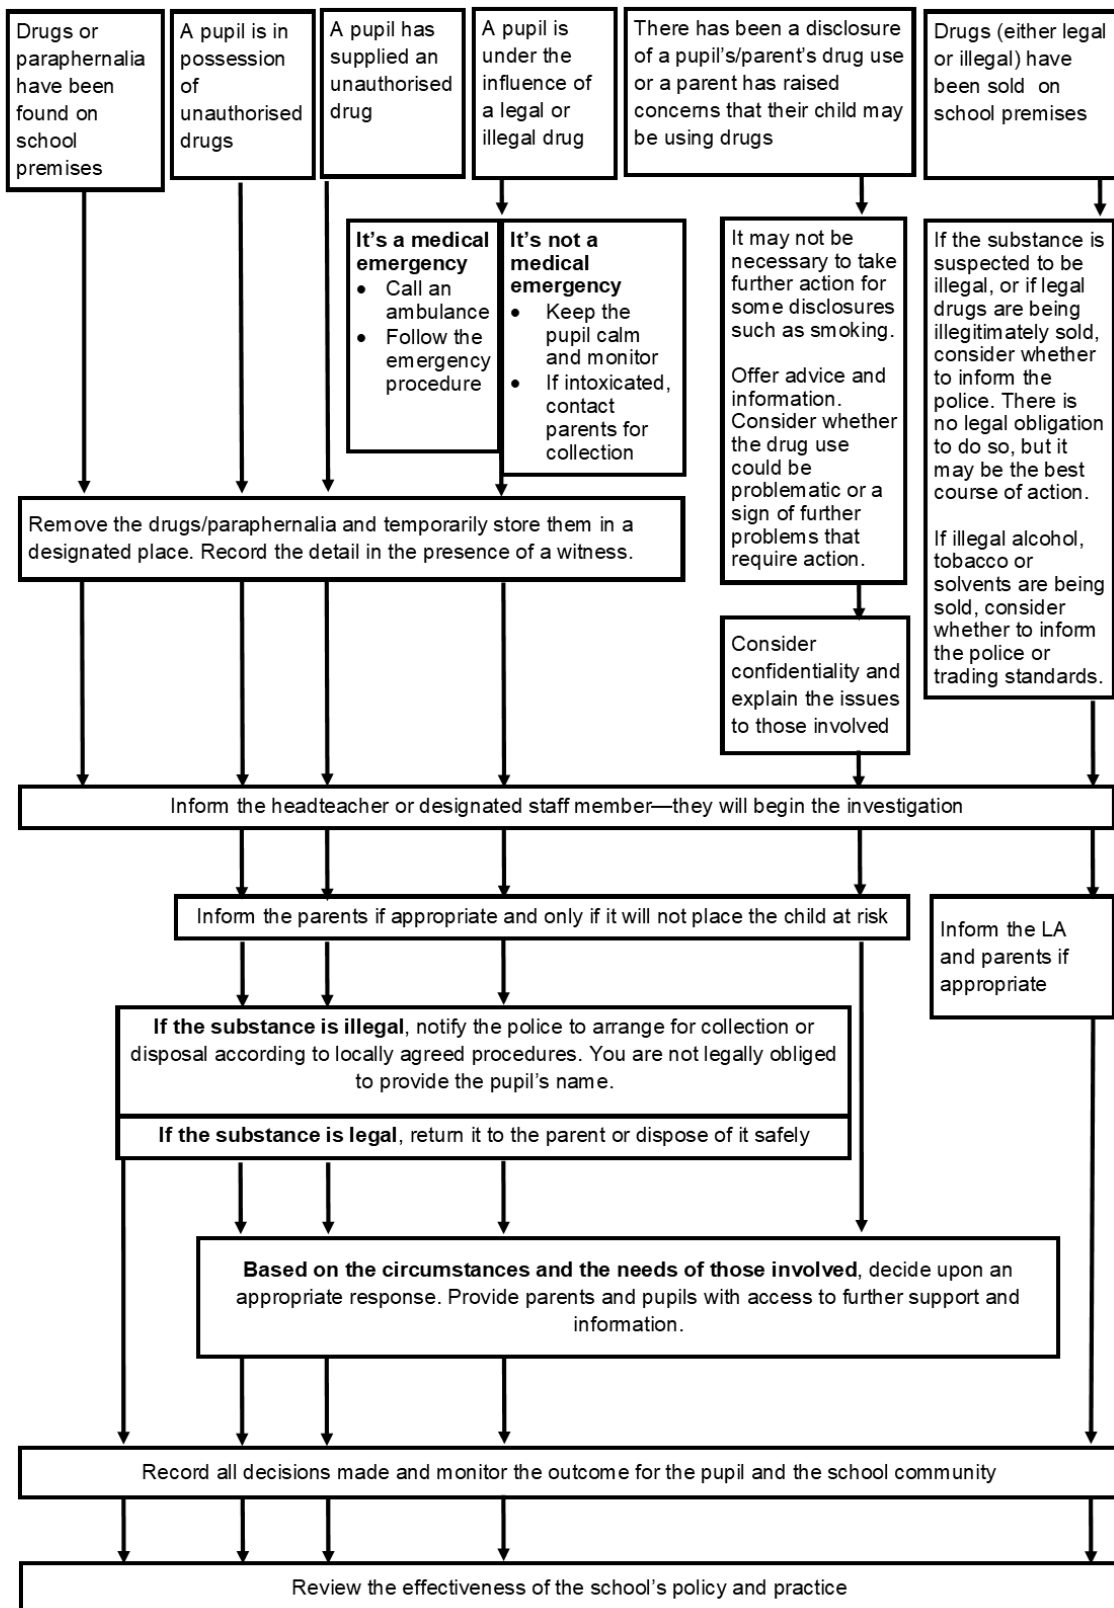 Drugs or
paraphernalia
have been
found on
school
premises
A pupil is in
possession
of
unauthorised
drugs
A pupil has
supplied an
unauthorised
drug
A pupil is
under the
influence of
a legal or
illegal drug
There has been a disclosure
of a pupil's/parent's drug use
or a parent has raised
concerns that their child may
be using drugs
Drugs (either legal
or illegal) have
been sold on
school premises
It's a medical
emergency
• Call an
ambulance
• Follow the
emergency
procedure
It's not a
medical
emergency
• Keep the
pupil calm
and monitor
• If intoxicated,
contact
parents for
collection
It may not be
necessary to take
further action for
some disclosures
such as smoking.
Offer advice and
information.
Consider whether
the drug use
could be
problematic or a
sign of further
problems that
require action.
If the substance is
suspected to be
illegal, or if legal
drugs are being
illegitimately sold,
consider whether
to inform the
police. There is
no legal obligation
to do so, but it
may be the best
course of action.
If illegal alcohol,
tobacco or
solvents are being
sold, consider
whether to inform
the police or
trading standards.
Remove the drugs/paraphernalia and temporarily store them in a
designated place. Record the detail in the presence of a witness.
Consider
confidentiality and
explain the issues
to those involved
Inform the headteacher or designated staff member—they will begin the investigation
Inform the parents if appropriate and only if it will not place the child at risk
Inform the LA
and parents if
appropriate
If the substance is illegal, notify the police to arrange for collection or
disposal according to locally agreed procedures. You are not legally obliged
to provide the pupil's name.
If the substance is legal, return it to the parent or dispose of it safely
Based on the circumstances and the needs of those involved, decide upon an
appropriate response. Provide parents and pupils with access to further support and
information.
Record all decisions made and monitor the outcome for the pupil and the school community
Review the effectiveness of the school's policy and practice